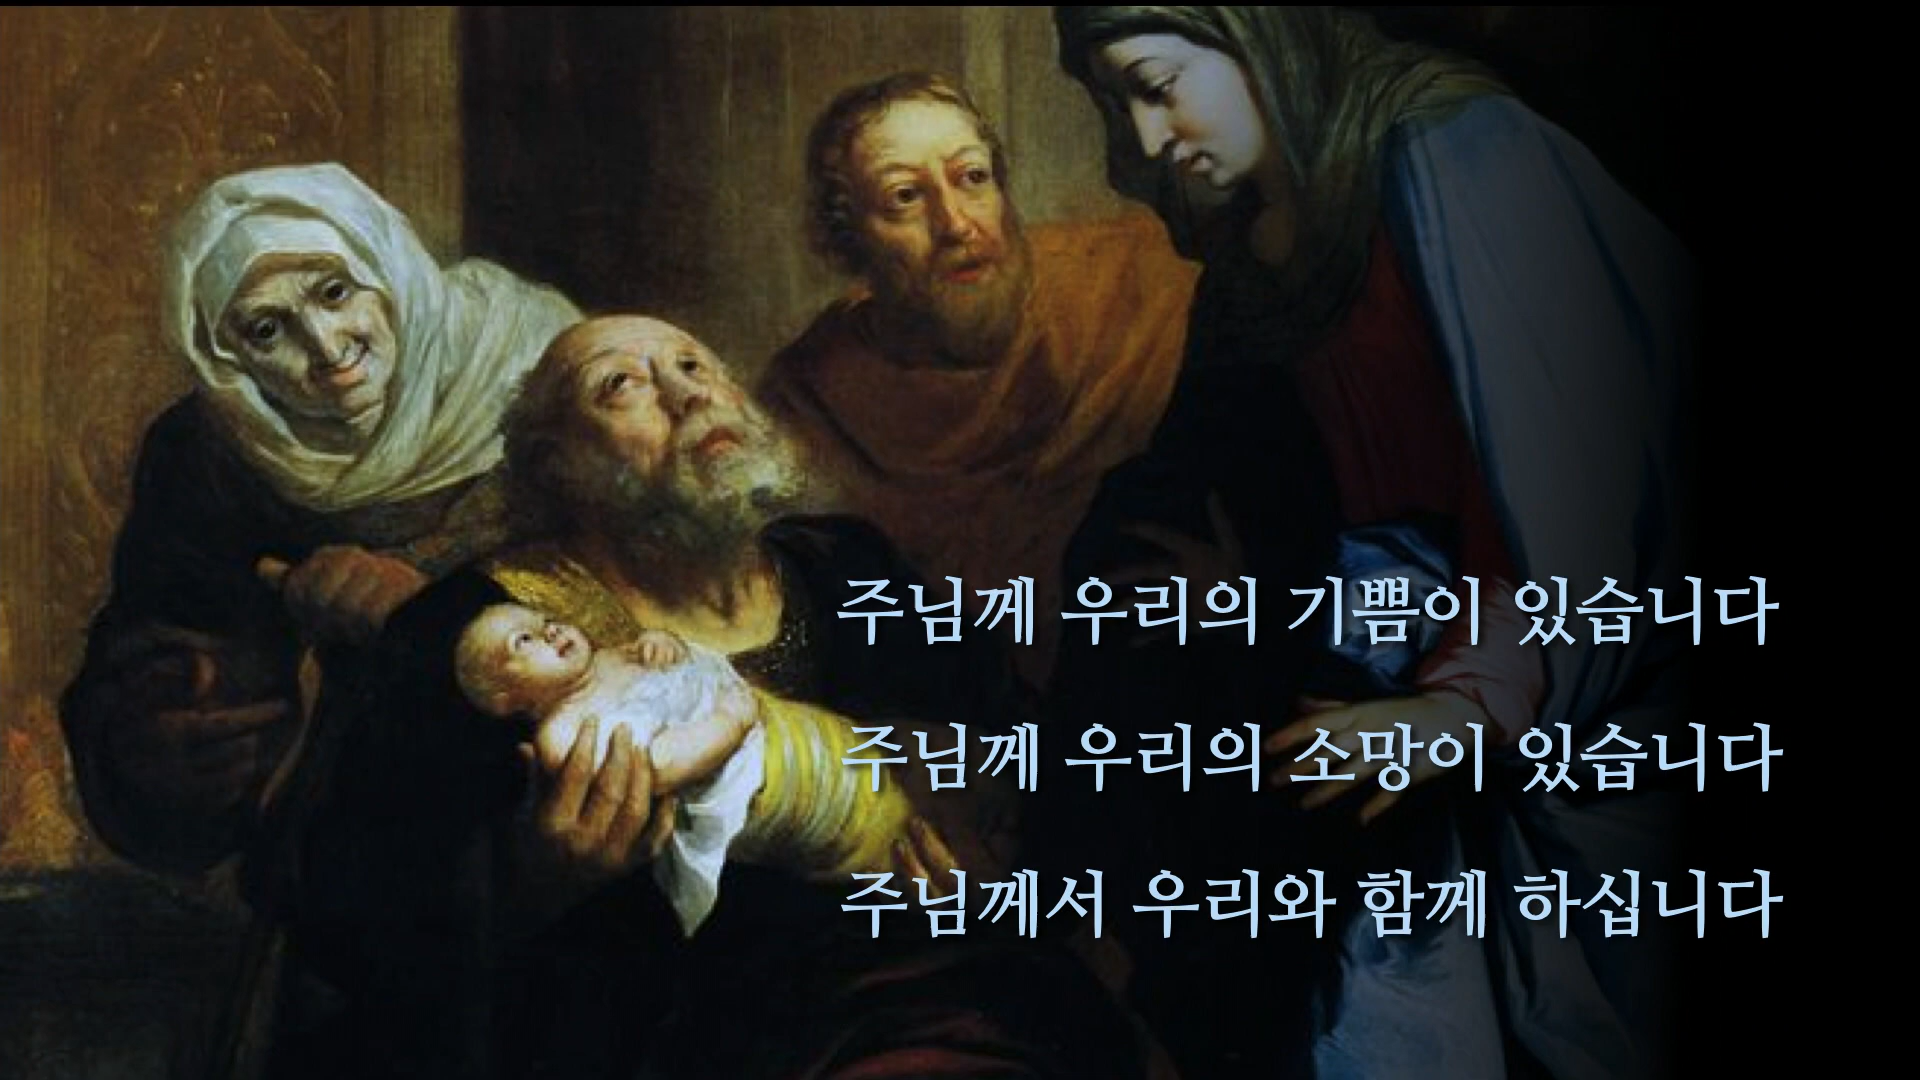 주님께 우리의 기쁨이 있습니다
주님께 우리의 소망이 있습니다
주님께서 우리와 함께 하십니다